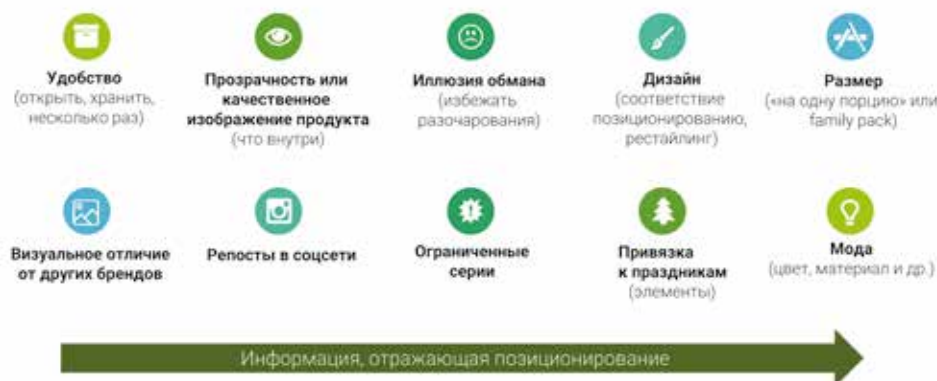 Удобство
(открыть, хранить,
несколько раз)
Прозрачность или
качественное
изображение продукта
(что внутри)
Иллюзия обмана
(избежать
разочарования)
Дизайн
(соответствие
позиционированию,
рестайлинг)
Размер
(«на одну порцию» или
family pack)
Визуальное отличие
от других брендов
Репосты в соцсети
Ограниченные
серии
Привязка
к праздникам
(элементы)
Мода
(цвет, материал и др.)
Информация, отражающая позиционирование